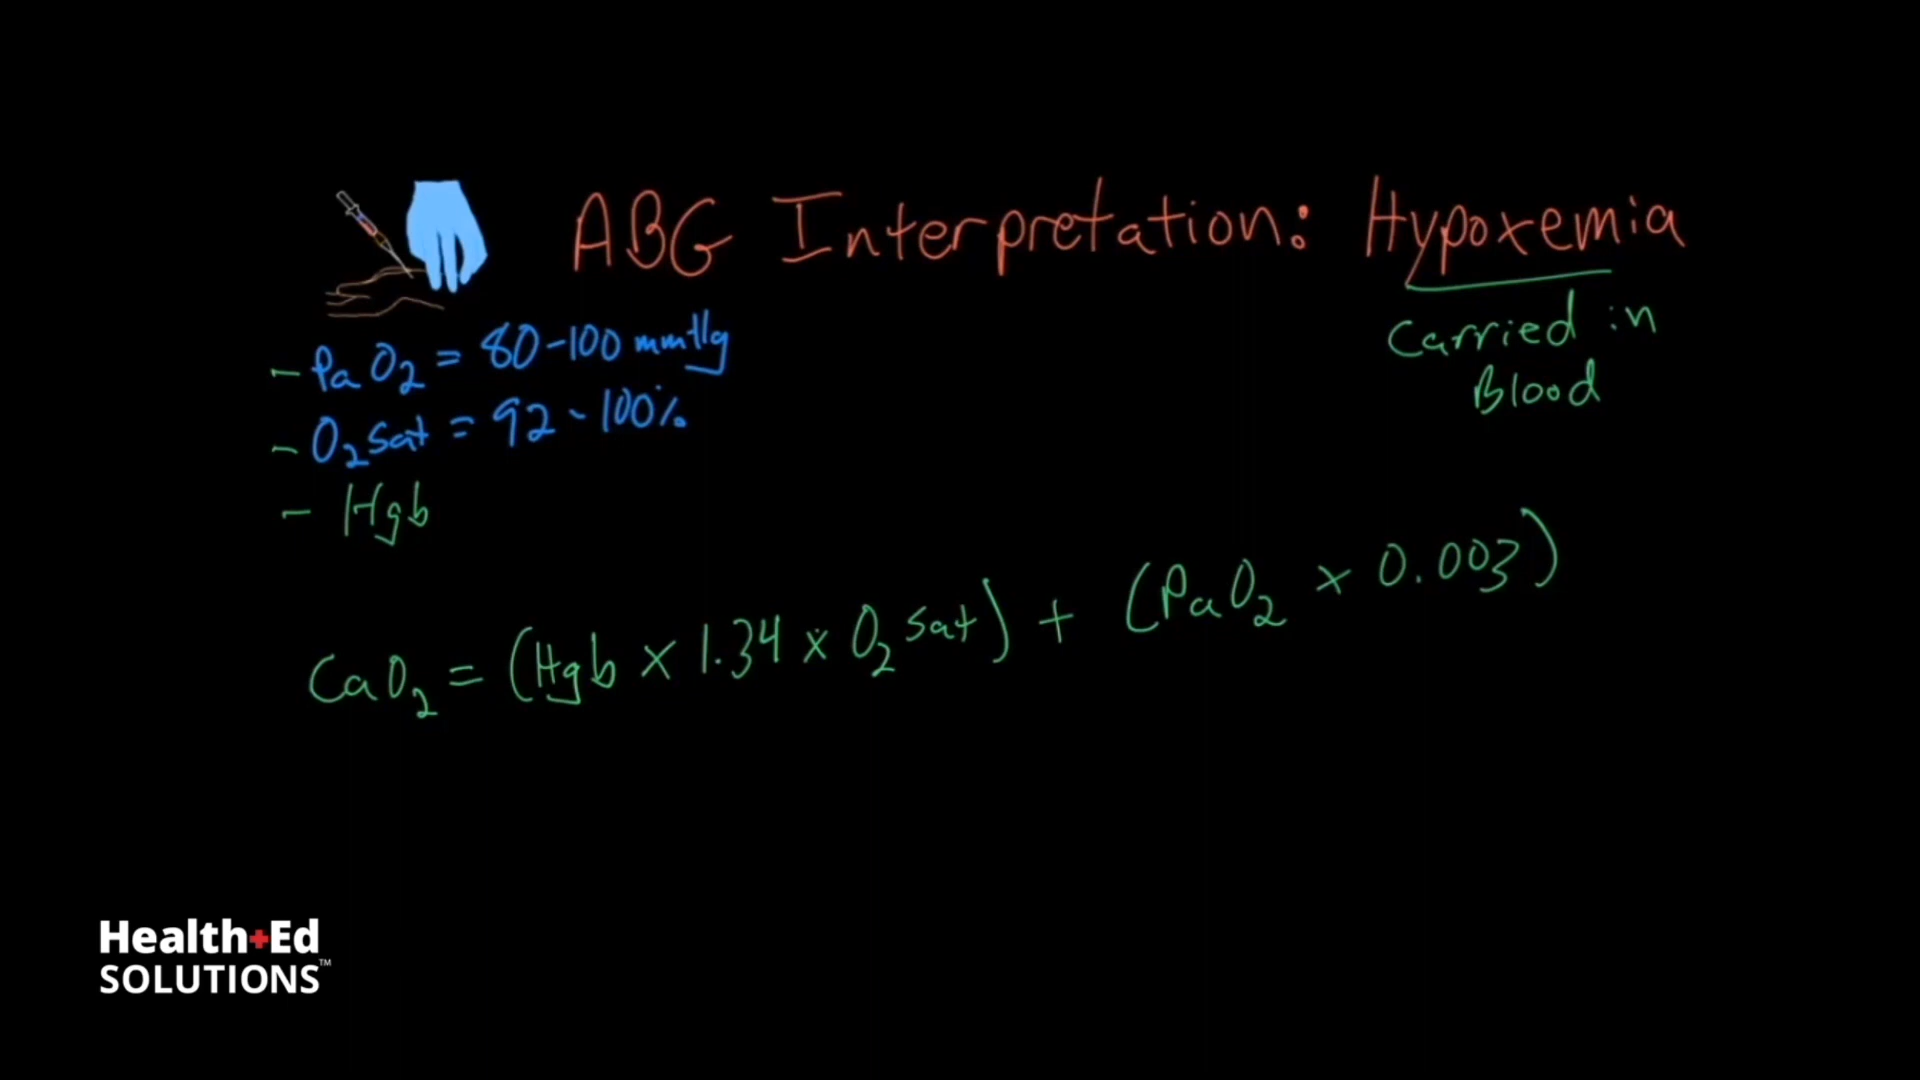 ABG Interpretation: Hypoxemia
Carried in
Blood
- PaO₂ = 80-100 mmHg
- O₂ sat = 92-100%
- Hgb
CaO₂ = (Hgb x 1.34 x O₂ sat) + (PaO₂ x 0.003)
Health+Ed
SOLUTIONS™